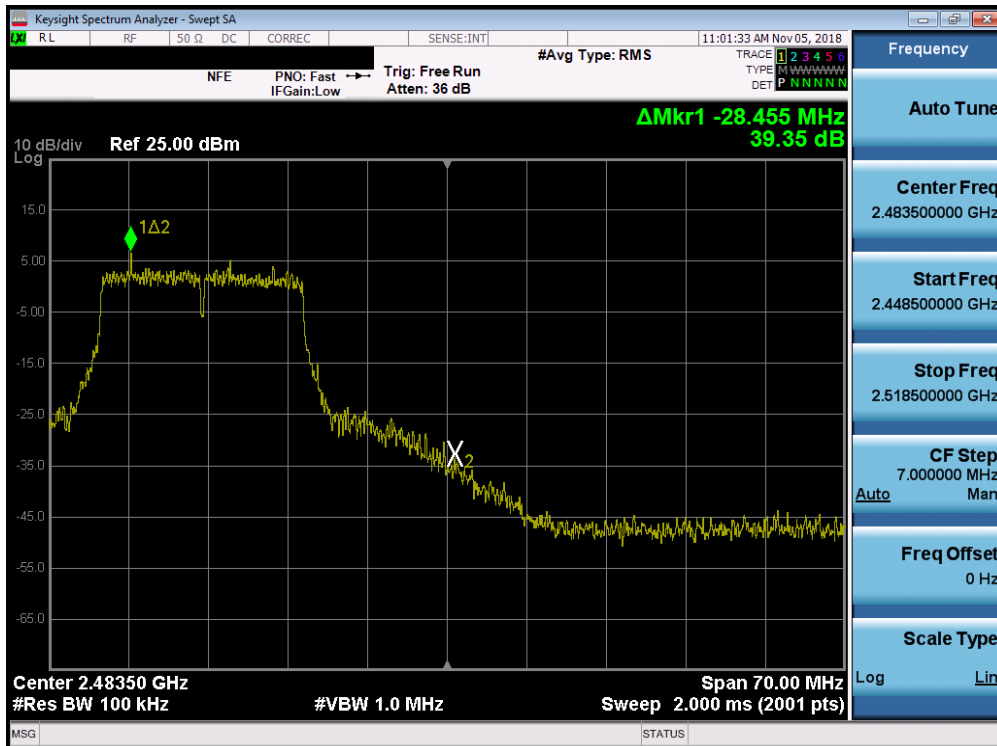 Keysight Spectrum Analyzer - Swept SA
LXI RL RF 50 Ω DC CORREC SENSE:INT 11:01:33 AM Nov 05, 2018
Frequency
#Avg Type: RMS
TRACE 1 2 3 4 5 6
NFE PNO: Fast Trig: Free Run
TYPE M WWWWW
IFGain:Low Atten: 36 dB
DET P N N N N N
Auto Tune
ΔMkr1 -28.455 MHz
39.35 dB
10 dB/div Ref 25.00 dBm
Log
15.0
5.00
-5.00
-15.0
-25.0
-35.0
-45.0
-55.0
-65.0
1Δ2
X2
Center Freq
2.483500000 GHz
Start Freq
2.448500000 GHz
Stop Freq
2.518500000 GHz
CF Step
7.000000 MHz
Auto Man
Freq Offset
0 Hz
Scale Type
Log Lin
Center 2.48350 GHz Span 70.00 MHz
#Res BW 100 kHz #VBW 1.0 MHz Sweep 2.000 ms (2001 pts)
MSG STATUS